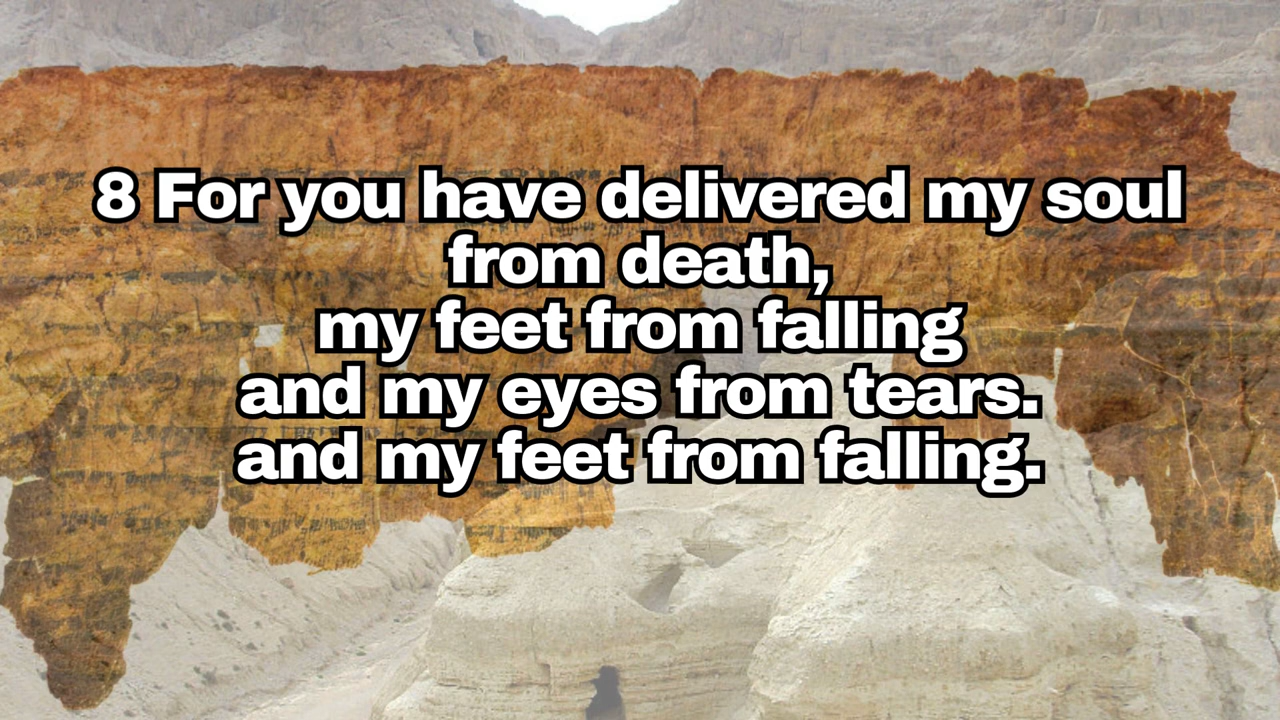 8 For you have delivered my soul
from death,
my feet from falling
and my eyes from tears.
and my feet from falling.